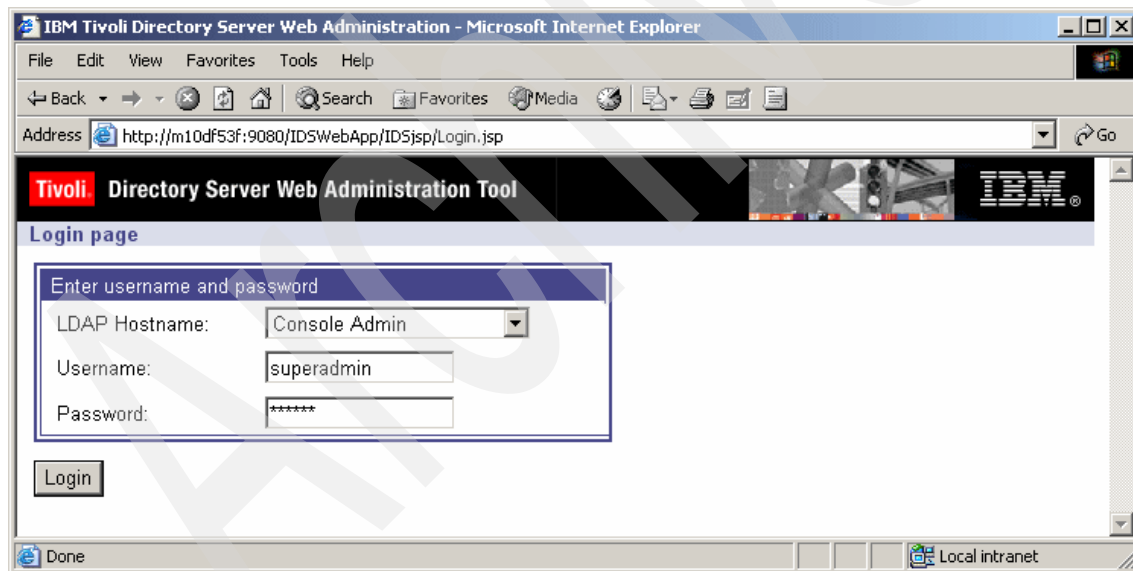 IBM Tivoli Directory Server Web Administration - Microsoft Internet Explorer
File Edit View Favorites Tools Help
Back Search Favorites Media
Address http://m10df53f:9080/IDSWebApp/IDSjsp/Login.jsp Go
Tivoli. Directory Server Web Administration Tool IBM®
Login page
Enter username and password
LDAP Hostname: Console Admin
Username: superadmin
Password: ******
Login
Done Local intranet